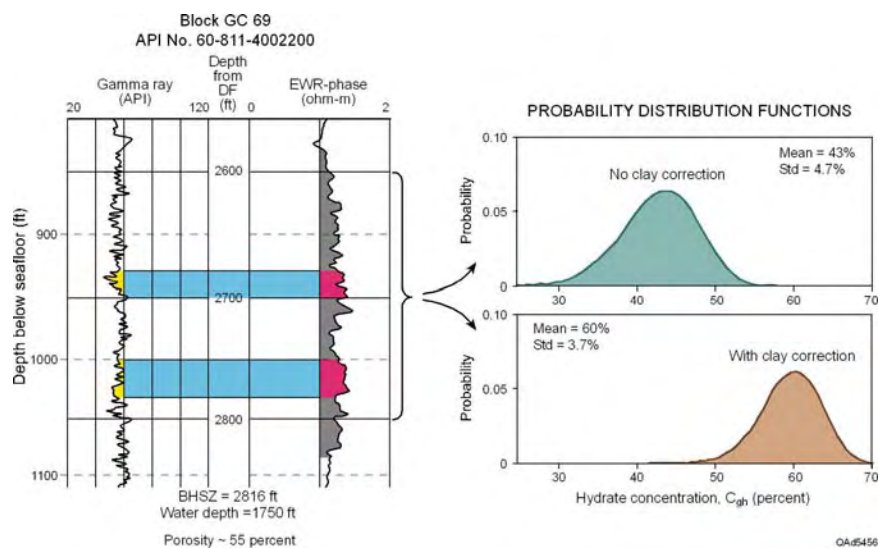 Block GC 69
API No. 60-811-4002200
Gamma ray
(API)
Depth
from
DF
(ft)
EWR-phase
(ohm-m)
20
120
0
2
Depth below seafloor (ft)
900
1000
1100
2600
2700
2800
BHSZ = 2816 ft
Water depth =1750 ft
Porosity ~ 55 percent
PROBABILITY DISTRIBUTION FUNCTIONS
Probability
0.10
0.05
0
No clay correction
Mean = 43%
Std = 4.7%
30 40 50 60 70
Probability
0.10
0.05
0
Mean = 60%
Std = 3.7%
With clay correction
30 40 50 60 70
Hydrate concentration, Cgh (percent)
QAd5456